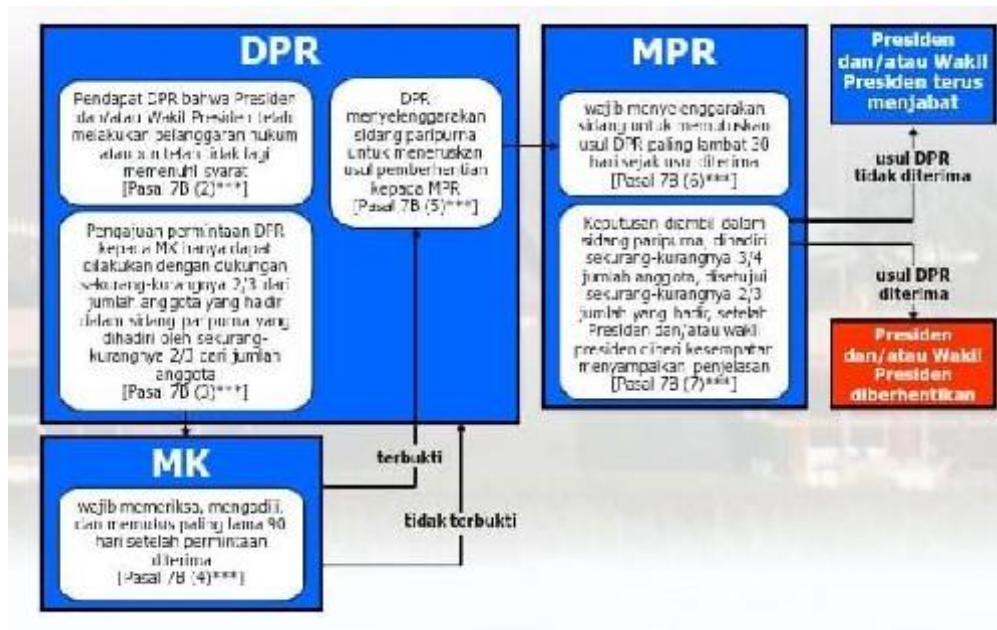 DPR
Pendapat DPR bahwa Presiden
dan/atau Wakil Presiden telah
melakukan pelanggaran hukum
ataupun telah tidak lagi
memenuhi syarat
[Pasal 7B (2)***]
Pengajuan permintaan DPR
kepada MK hanya dapat
dilakukan dengan dukungan
sekurang-kurangnya 2/3 dari
jumlah anggota yang hadir
dalam sidang paripurna yang
dihadiri oleh sekurang-
kurangnya 2/3 dari jumlah
anggota
[Pasal 7B (3)***]
DPR
menyelenggarakan
sidang paripurna
untuk meneruskan
usul pemberhentian
kepada MPR
[Pasal 7B (5)***]
MK
wajib memeriksa, mengadili,
dan memutus paling lama 90
hari setelah permintaan
diterima
[Pasal 7B (4)***]
terbukti
tidak terbukti
MPR
wajib menyelenggarakan
sidang untuk memutuskan
usul DPR paling lambat 30
hari sejak usul diterima
[Pasal 7B (6)***]
Keputusan diambil dalam
sidang paripurna, dihadiri
sekurang-kurangnya 3/4
jumlah anggota, disetujui
sekurang-kurangnya 2/3
jumlah yang hadir, setelah
Presiden dan/atau wakil
presiden diberi kesempatan
menyampaikan penjelasan
[Pasal 7B (7)***]
Presiden
dan/atau Wakil
Presiden terus
menjabat
usul DPR
tidak diterima
usul DPR
diterima
Presiden
dan/atau Wakil
Presiden
diberhentikan